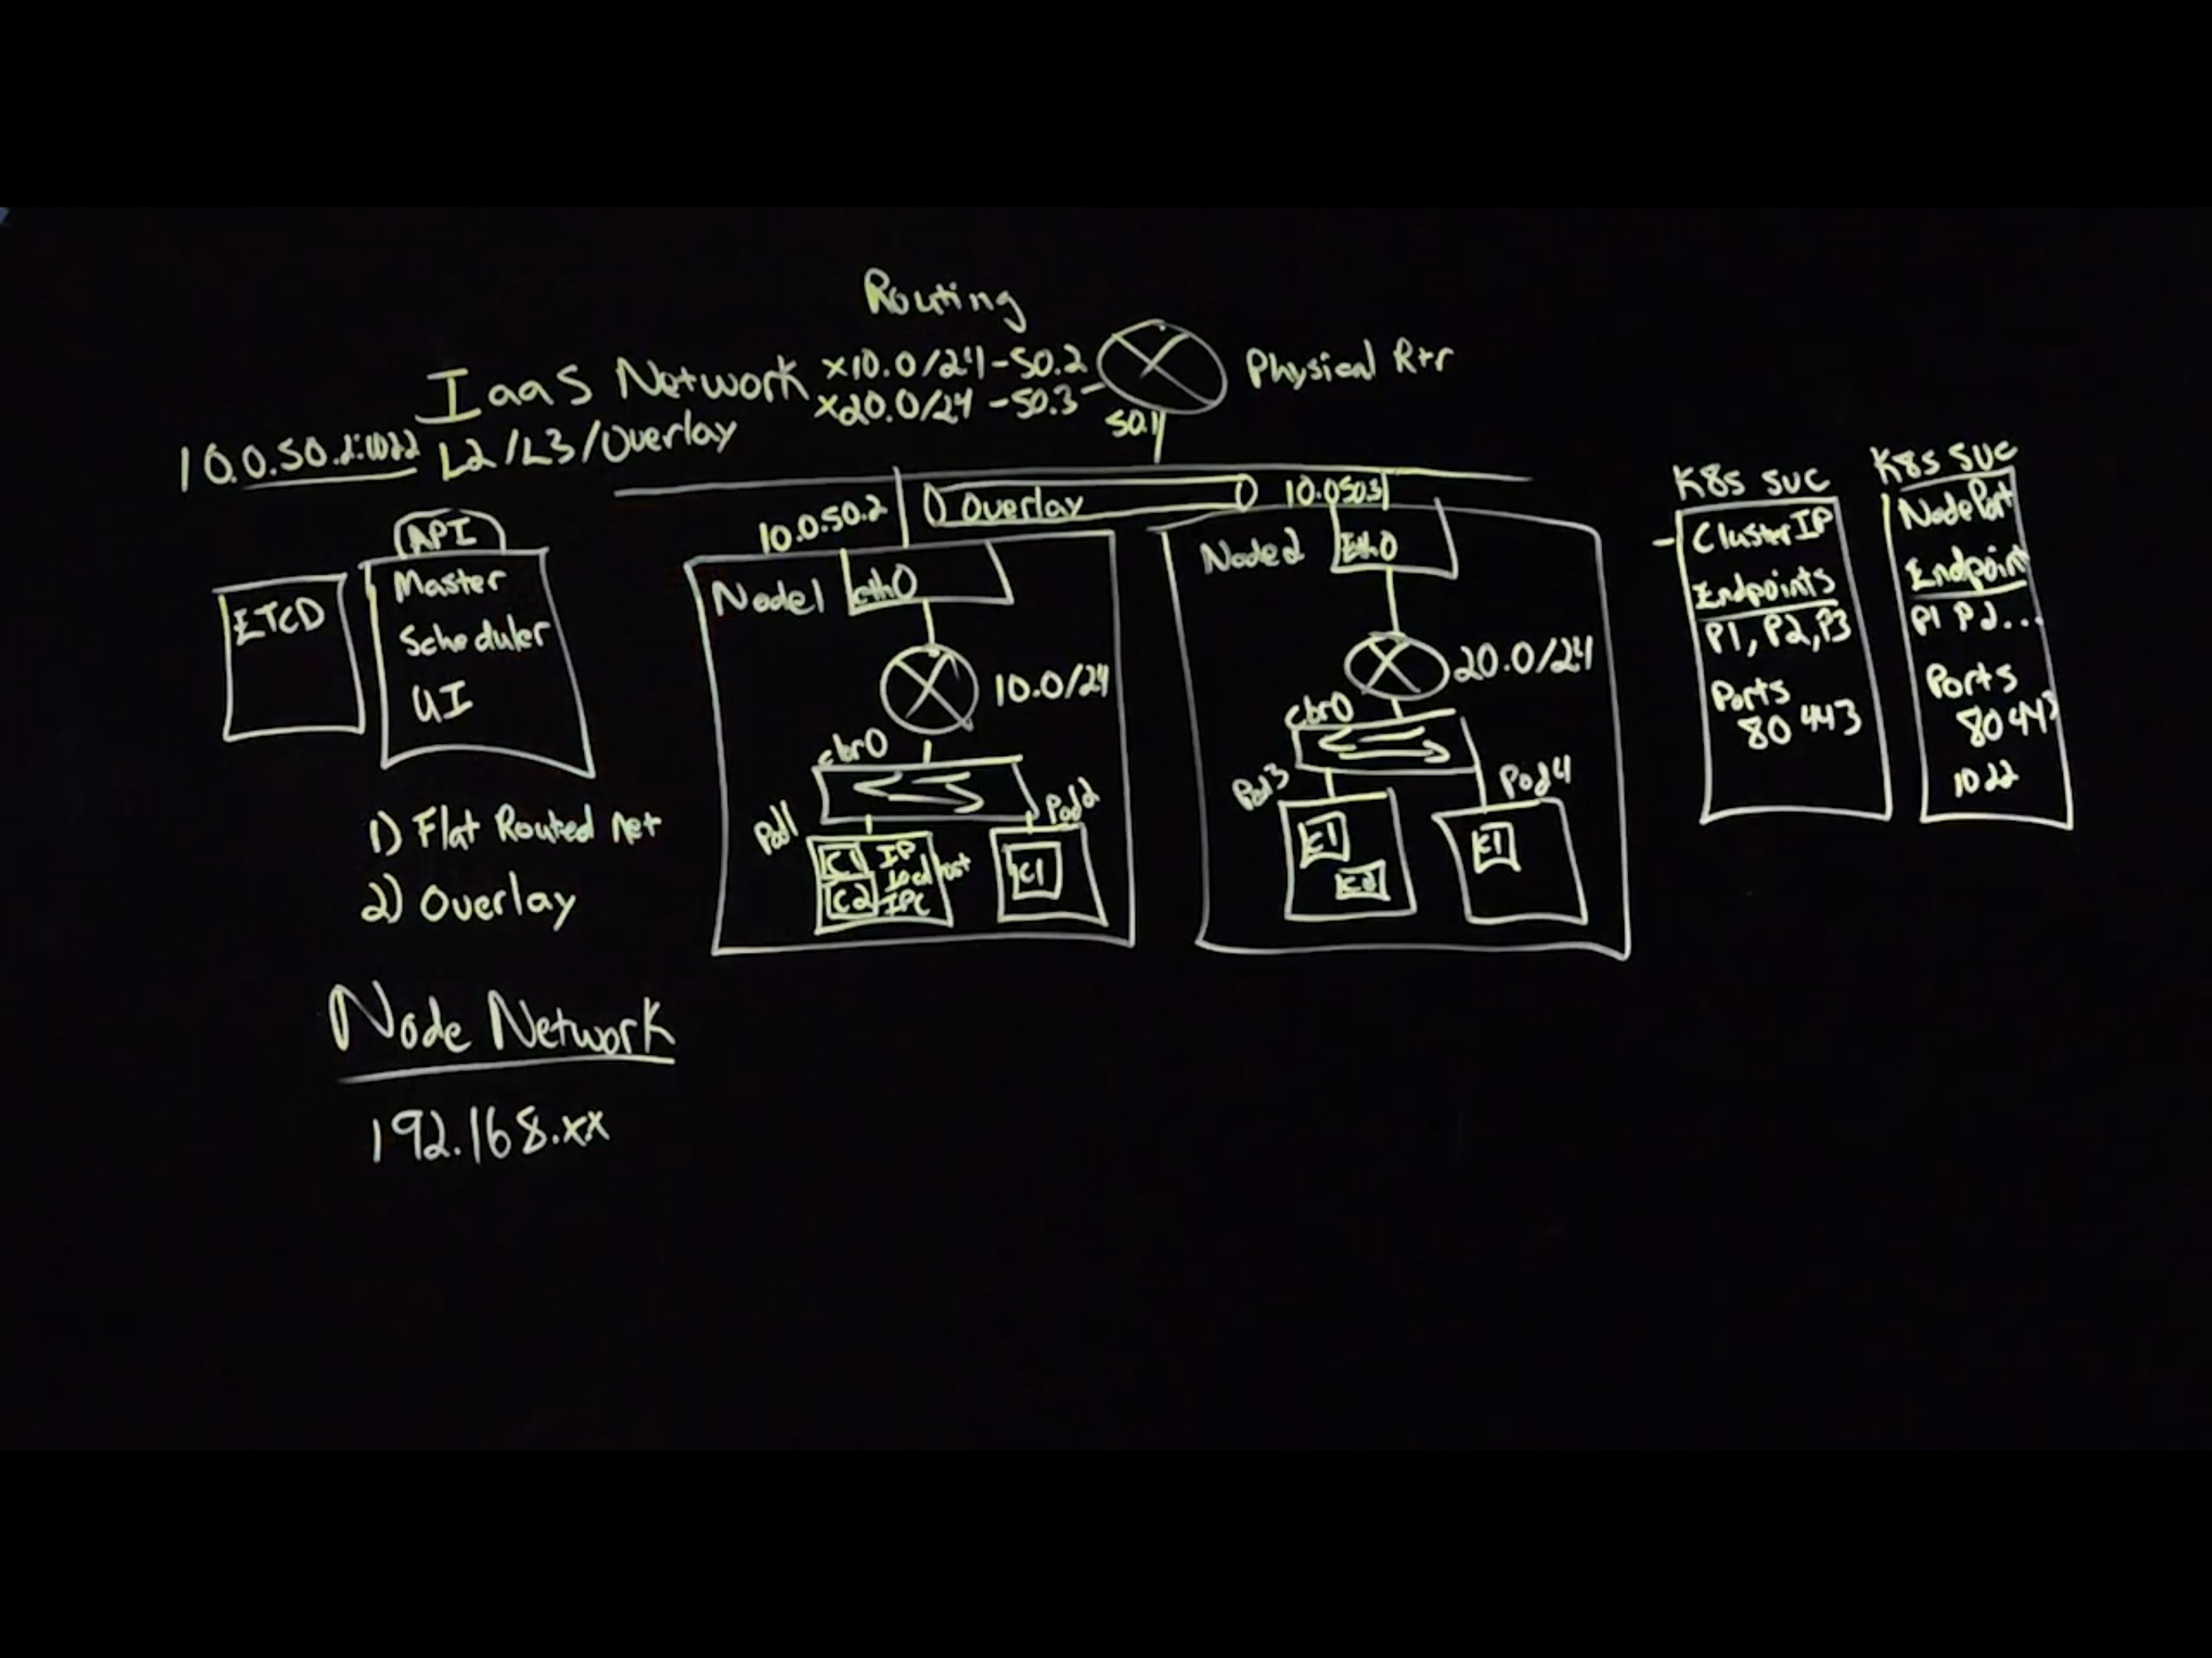 Routing
IaaS Network
x10.0/24-50.2
x20.0/24-50.3
Physical Rtr
50.1
10.0.50.2:1022
L2/L3/Overlay
API
Master
Scheduler
UI
ETCD
1) Flat Routed net
2) Overlay
Node Network
192.168.xx
10.0.50.2
Overlay
10.0.50.3
Node1
eth0
10.0/24
cbr0
Pod1
C1
C2
IP
Local host
IPC
Pod2
C1
Node2
Eth0
20.0/24
cbr0
Pod3
C1
C2
Pod4
C1
K8s svc
ClusterIP
Endpoints
P1, P2, P3
Ports
80 443
K8s svc
NodePort
Endpoint
P1 P2...
Ports
80 443
1022